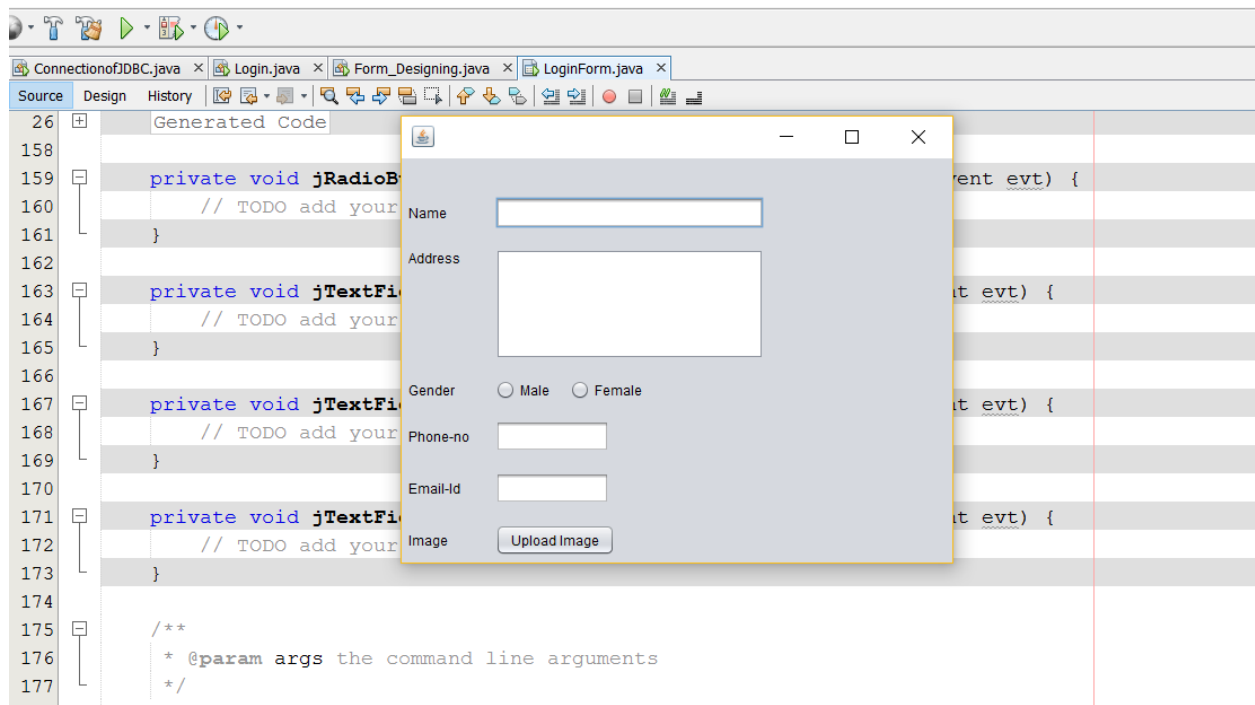 ConnectionofJDBC.java Login.java Form_Designing.java LoginForm.java
Source Design History
26 Generated Code
158
159 private void jRadioB vent evt) {
160 // TODO add your
161 }
162
163 private void jTextFi t evt) {
164 // TODO add your
165 }
166
167 private void jTextFi t evt) {
168 // TODO add your
169 }
170
171 private void jTextFi t evt) {
172 // TODO add your
173 }
174
175 /**
176 * @param args the command line arguments
177 */
Name
Address
Gender Male Female
Phone-no
Email-Id
Image Upload Image